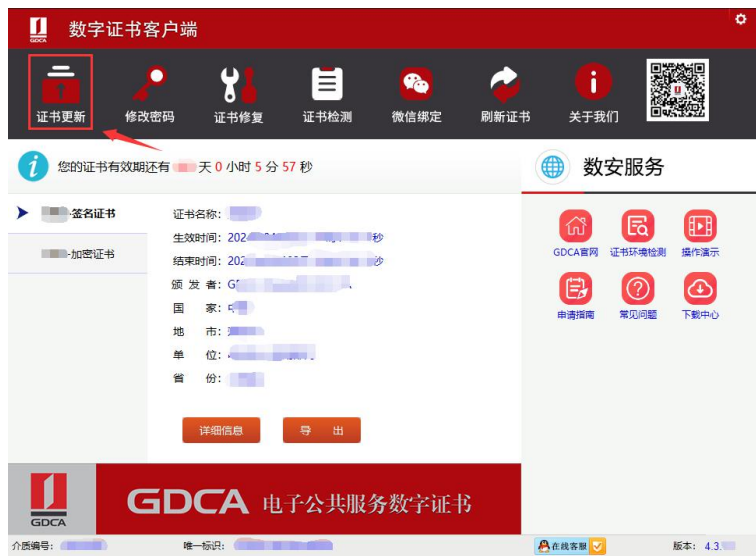 GDCA
数字证书客户端
证书更新
修改密码
证书修复
证书检测
微信绑定
刷新证书
关于我们
您的证书有效期还有 天 0 小时 5 分 57 秒
数安服务
-签名证书
-加密证书
证书名称：
生效时间：202 秒
结束时间：202 秒
颁 发 者：G
国 家：
地 市：
单 位：
省 份：
详细信息
导 出
GDCA官网
证书环境检测
操作演示
申请指南
常见问题
下载中心
GDCA
GDCA 电子公共服务数字证书
介质编号：
唯一标识：
在线客服
版本： 4.3.